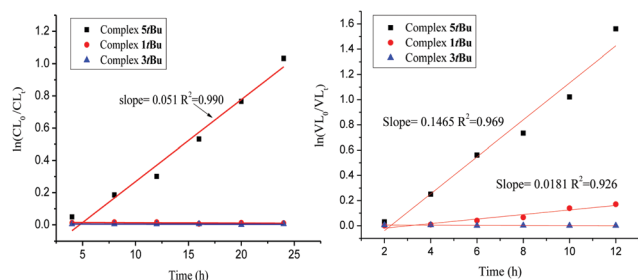 Complex 5tBu
Complex 1tBu
Complex 3tBu
slope= 0.051 R²=0.990
ln(CL₀/CLₜ)
1.2
1.0
0.8
0.6
0.4
0.2
0.0
5
10
15
20
25
Time (h)
Complex 5tBu
Complex 1tBu
Complex 3tBu
Slope= 0.1465 R²=0.969
Slope= 0.0181 R²=0.926
ln(VL₀/VLₜ)
1.6
1.4
1.2
1.0
0.8
0.6
0.4
0.2
0.0
2
4
6
8
10
12
Time (h)